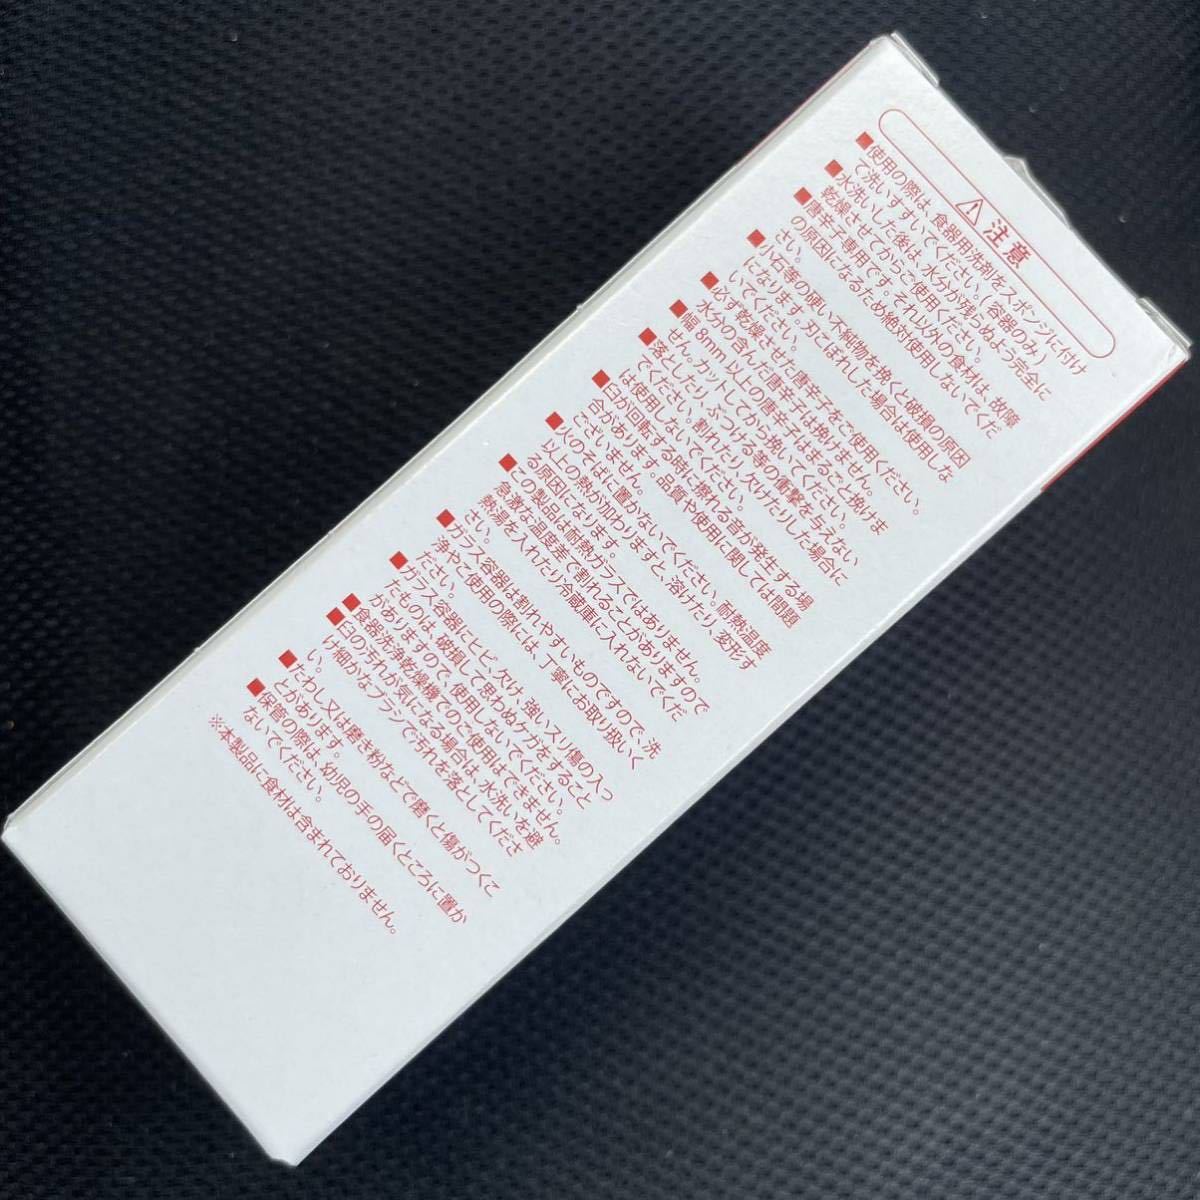 ⚠注意
■使用の際は、食器用洗剤をスポンジに付け
て洗いすすいでください。(容器のみ)
■水洗いした後は、水分が残らぬよう完全に
乾燥させてからご使用ください。
■唐辛子専用です。それ以外の食材は、故障
の原因になるため絶対使用しないでくだ
さい。
■小石等の硬い不純物を挽くと破損の原因
になります。刃こぼれした場合は使用しな
いでください。
■必ず乾燥させた唐辛子をご使用ください。
水分の含んだ唐辛子は挽けません。
■幅8mm以上の唐辛子はまるごと挽けま
せん。カットしてから挽いてください。
■落としたり、ぶつける等の衝撃を与えない
でください。割れたり、欠けたりした場合に
は使用しないでください。
■臼が回転する時に擦れる音が発生する場
合があります。品質や使用に関しては問題
ございません。
■火のそばに置かないでください。耐熱温度
以上の熱が加わりますと、溶けたり、変形す
る原因になります。
■この製品は耐熱ガラスではありません。
急激な温度差で割れることがありますので
熱湯を入れたり冷蔵庫に入れないでくだ
さい。
■ガラス容器は割れやすいものですので、洗
浄やご使用の際には、丁寧にお取り扱いく
ださい。
■ガラス容器にヒビ、欠け、強いスリ傷の入っ
たものは、破損して思わぬケガをすること
がありますので、使用しないでください。
■食器洗浄乾燥機でのご使用はできません。
■臼の汚れが気になる場合は、水洗いを避
け細かなブラシで汚れを落としてくださ
い。
■たわし又は磨き粉などで磨くと傷がつくこ
とがあります。
■保管の際は、幼児の手の届くところに置か
ないでください。
※本製品に食材は含まれておりません。